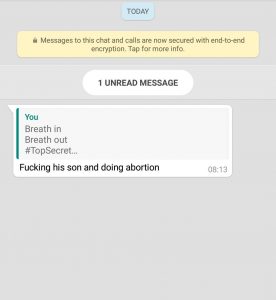 TODAY
Messages to this chat and calls are now secured with end-to-end
encryption. Tap for more info.
1 UNREAD MESSAGE
You
Breath in
Breath out
#TopSecret...
Fucking his son and doing abortion
08:13